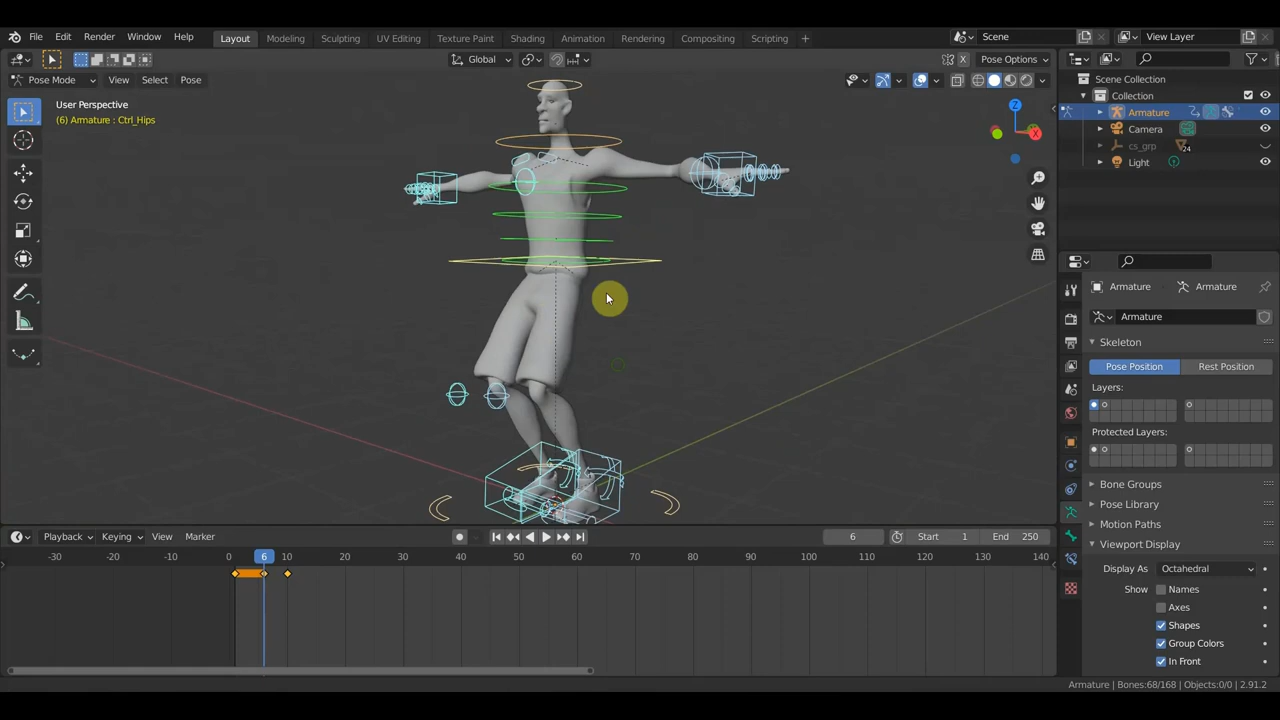 File Edit Render Window Help Layout Modeling Sculpting UV Editing Texture Paint Shading Animation Rendering Compositing Scripting + Scene View Layer
Global Pose Options
Pose Mode View Select Pose
User Perspective
(6) Armature : Ctrl_Hips
Z
X
Scene Collection
Collection
Armature
Camera
cs_grp 24
Light
Armature Armature
Armature
Skeleton
Pose Position Rest Position
Layers:
Protected Layers:
Bone Groups
Pose Library
Motion Paths
Viewport Display
Display As Octahedral
Show Names
Axes
Shapes
Group Colors
In Front
Playback Keying View Marker 6 Start 1 End 250
-30 -20 -10 0 6 10 20 30 40 50 60 70 80 90 100 110 120 130 140
Armature | Bones:68/168 | Objects:0/0 | 2.91.2